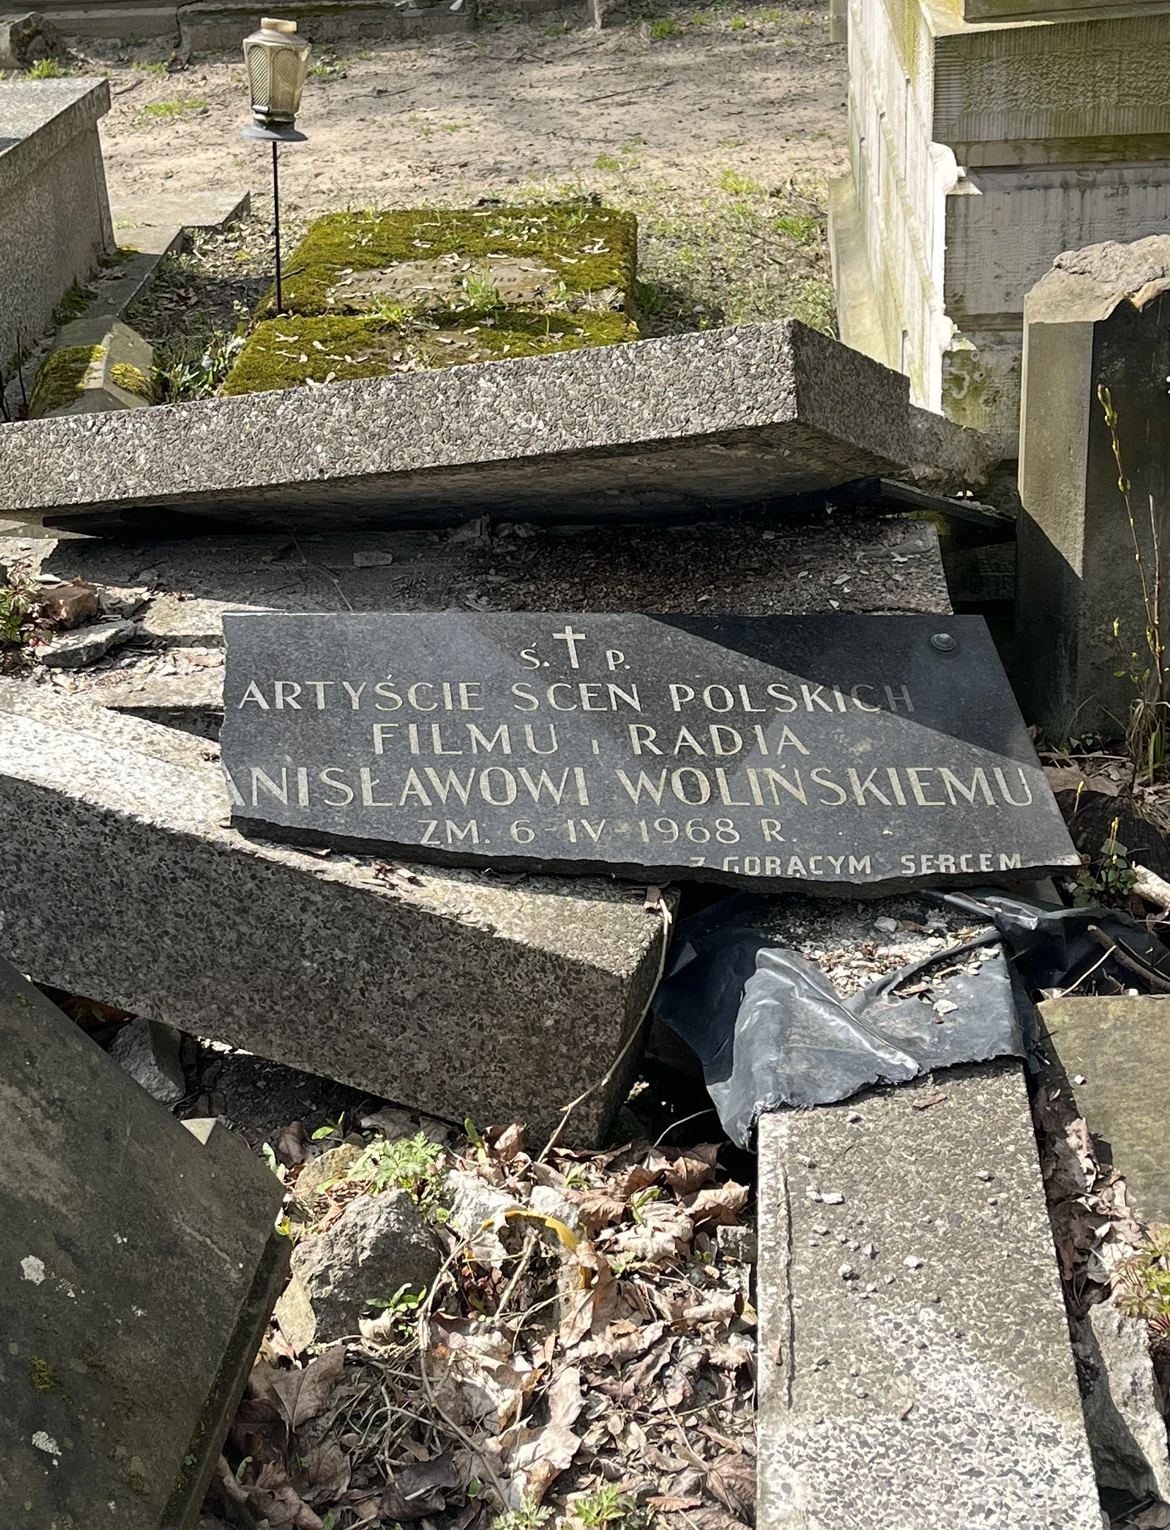 Ś. P.
ARTYŚCIE SCEN POLSKICH
FILMU i RADIA
ANISŁAWOWI WOLIŃSKIEMU
ZM. 6-IV 1968 R.
Z GORĄCYM SERCEM